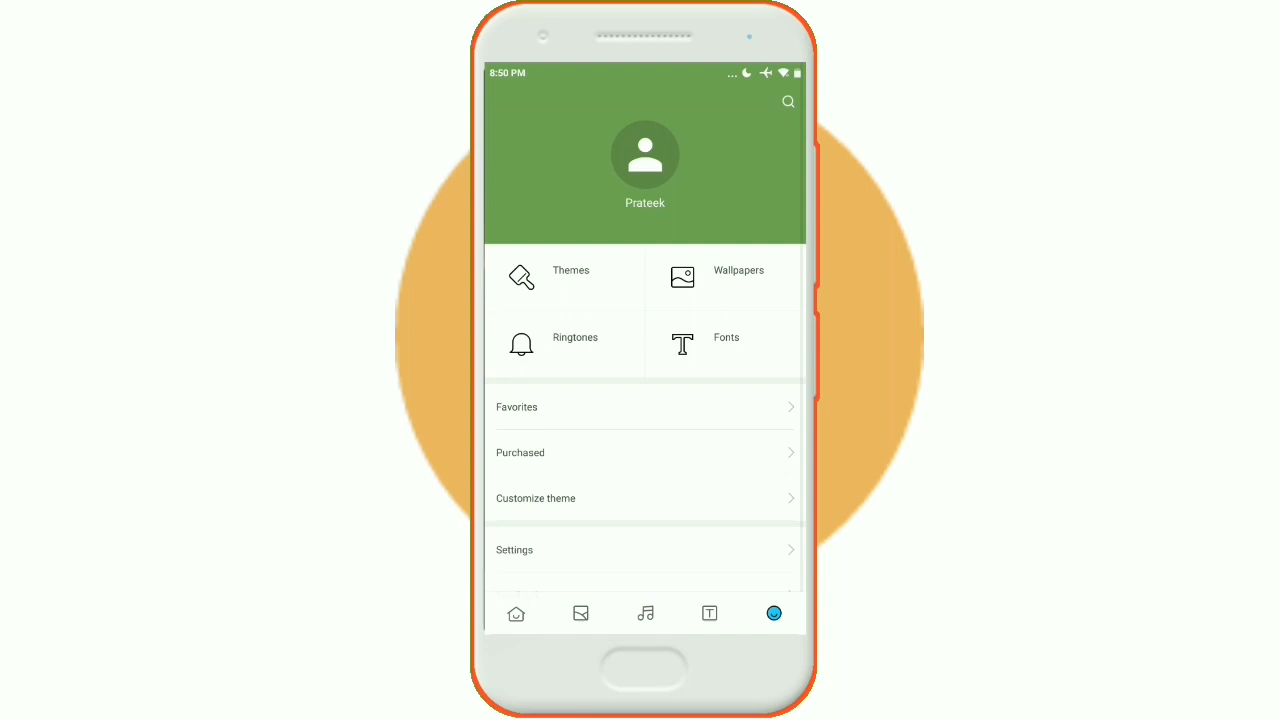 8:50 PM
Prateek
Themes
Wallpapers
Ringtones
Fonts
Favorites
Purchased
Customize theme
Settings